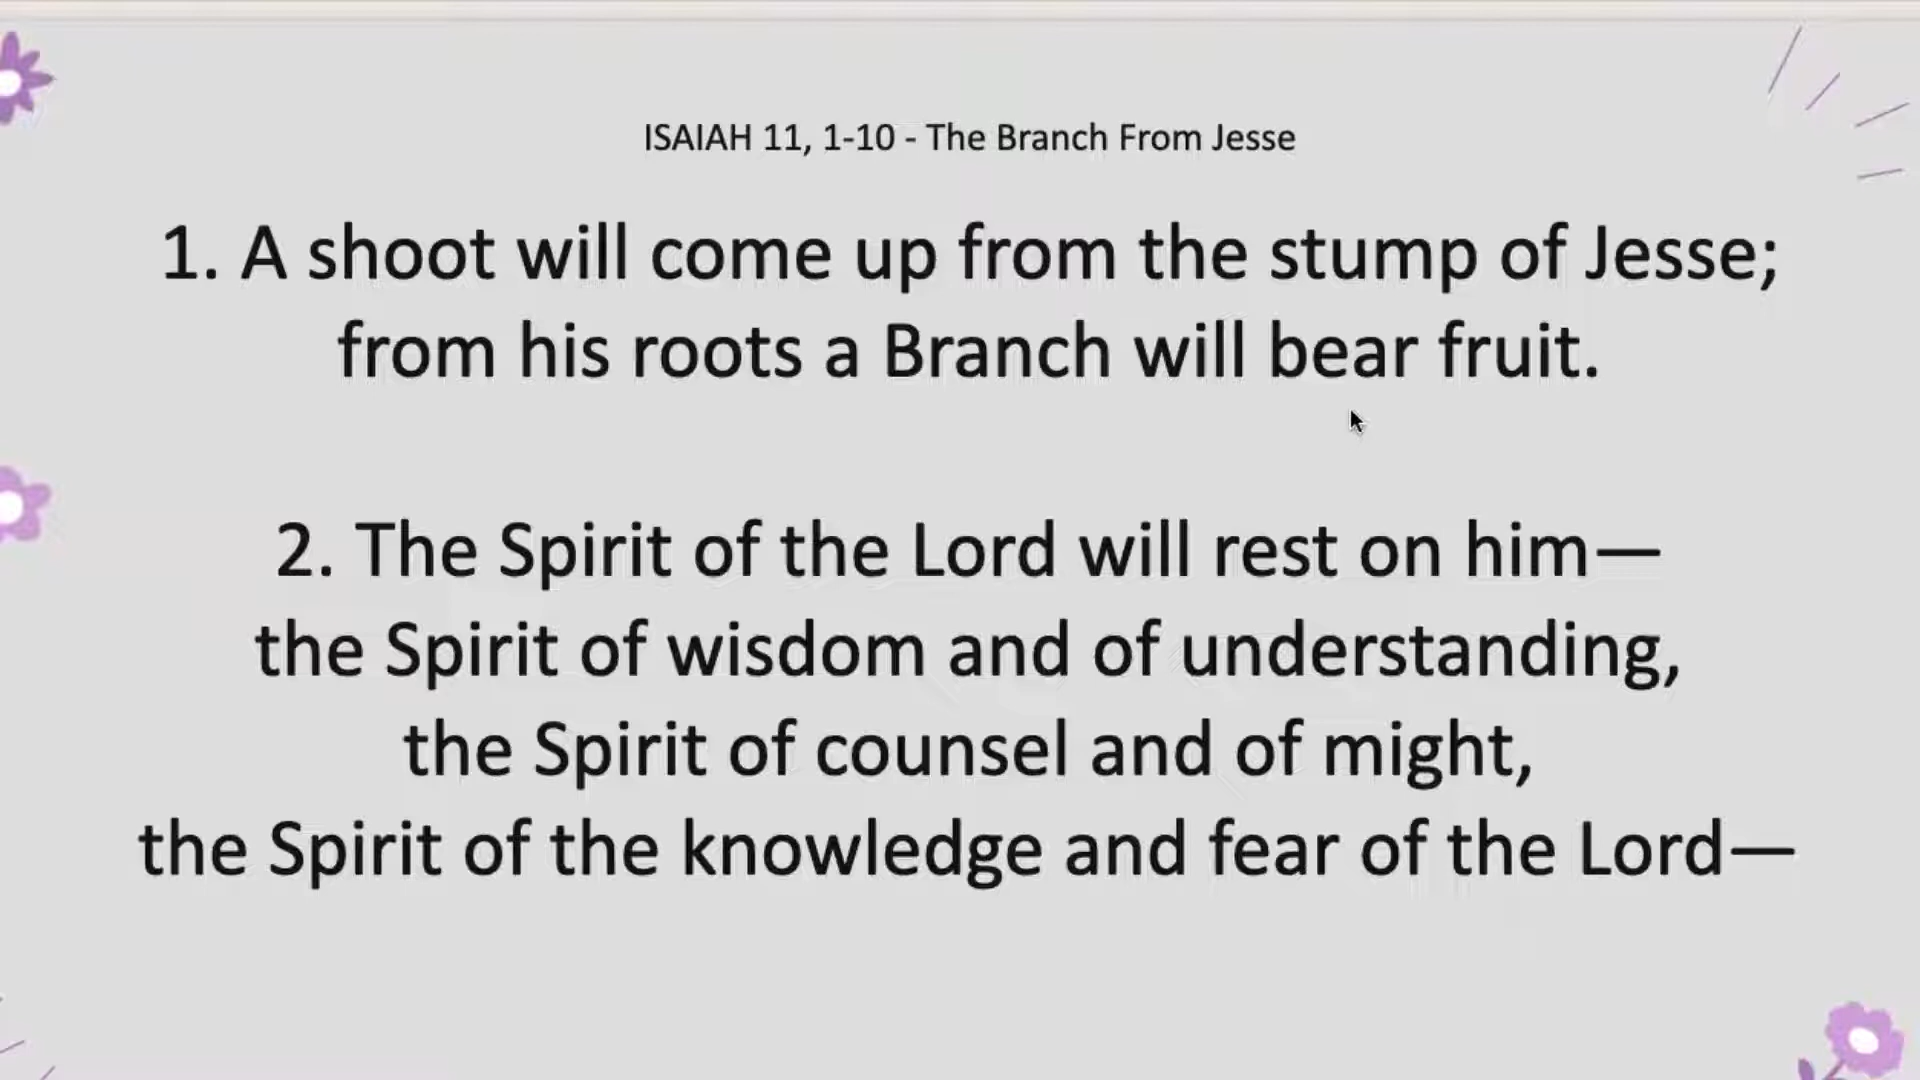 ISAIAH 11, 1-10 - The Branch From Jesse
1. A shoot will come up from the stump of Jesse;
from his roots a Branch will bear fruit.
2. The Spirit of the Lord will rest on him—
the Spirit of wisdom and of understanding,
the Spirit of counsel and of might,
the Spirit of the knowledge and fear of the Lord—